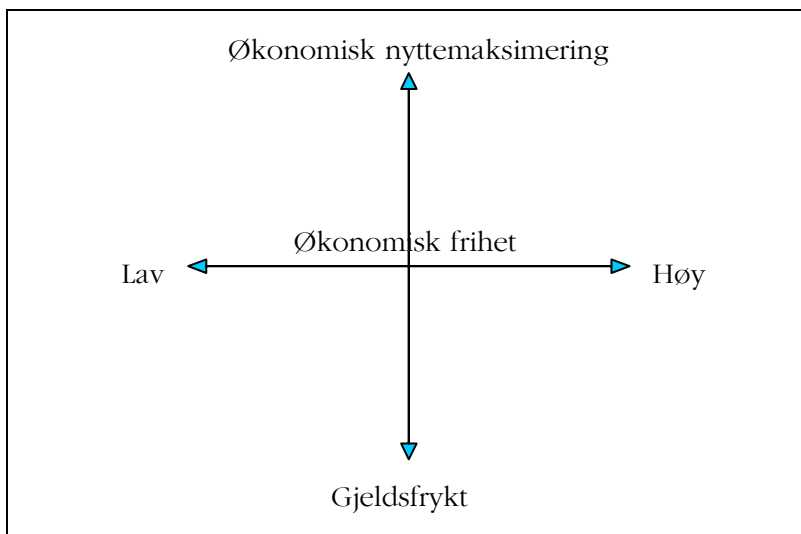 Økonomisk nyttemaksimering
Økonomisk frihet
Lav
Høy
Gjeldsfrykt